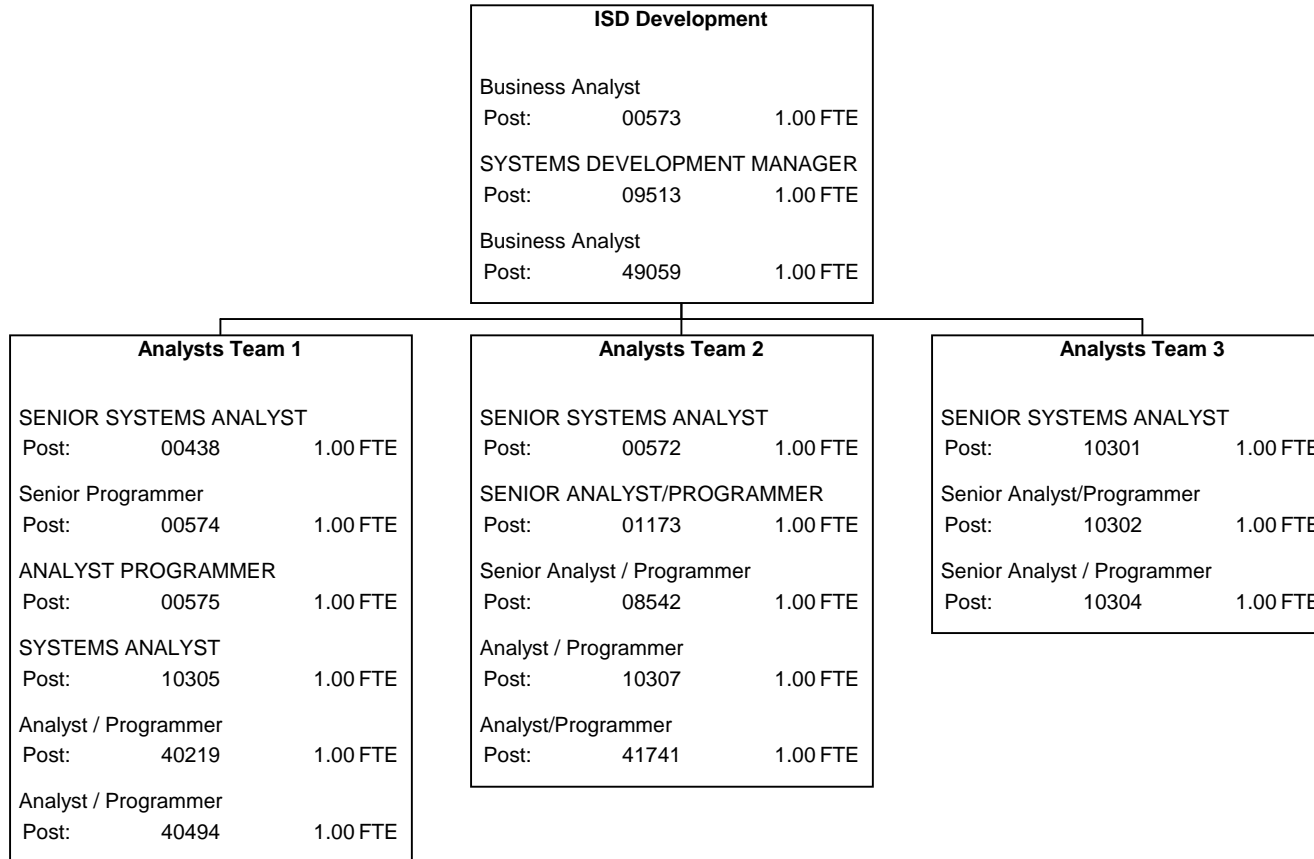 ISD Development
Business Analyst
Post: 00573 1.00 FTE
SYSTEMS DEVELOPMENT MANAGER
Post: 09513 1.00 FTE
Business Analyst
Post: 49059 1.00 FTE
Analysts Team 1
SENIOR SYSTEMS ANALYST
Post: 00438 1.00 FTE
Senior Programmer
Post: 00574 1.00 FTE
ANALYST PROGRAMMER
Post: 00575 1.00 FTE
SYSTEMS ANALYST
Post: 10305 1.00 FTE
Analyst / Programmer
Post: 40219 1.00 FTE
Analyst / Programmer
Post: 40494 1.00 FTE
Analysts Team 2
SENIOR SYSTEMS ANALYST
Post: 00572 1.00 FTE
SENIOR ANALYST/PROGRAMMER
Post: 01173 1.00 FTE
Senior Analyst / Programmer
Post: 08542 1.00 FTE
Analyst / Programmer
Post: 10307 1.00 FTE
Analyst/Programmer
Post: 41741 1.00 FTE
Analysts Team 3
SENIOR SYSTEMS ANALYST
Post: 10301 1.00 FTE
Senior Analyst/Programmer
Post: 10302 1.00 FTE
Senior Analyst / Programmer
Post: 10304 1.00 FTE